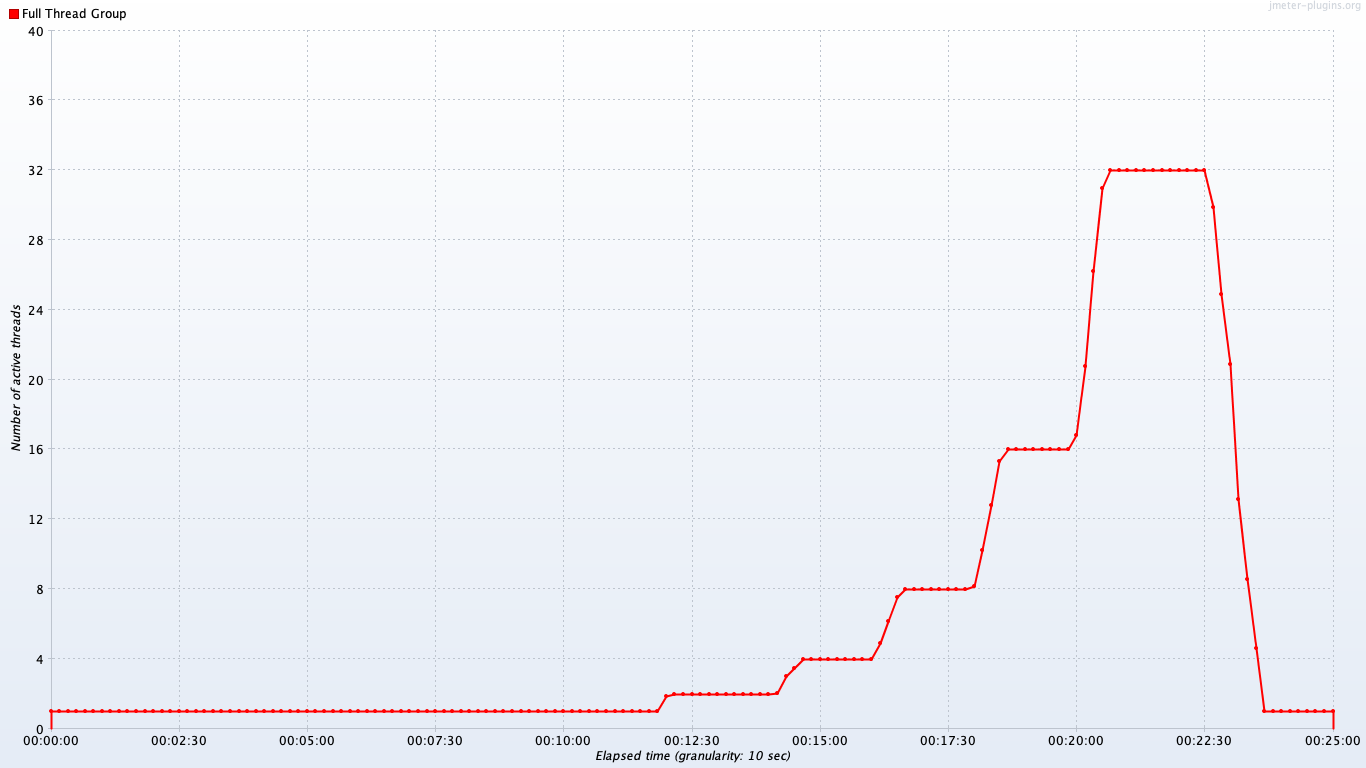 Full Thread Group
jmeter-plugins.org
40
36
32
28
24
20
16
12
8
4
0
Number of active threads
00:00:00 00:02:30 00:05:00 00:07:30 00:10:00 00:12:30 00:15:00 00:17:30 00:20:00 00:22:30 00:25:00
Elapsed time (granularity: 10 sec)